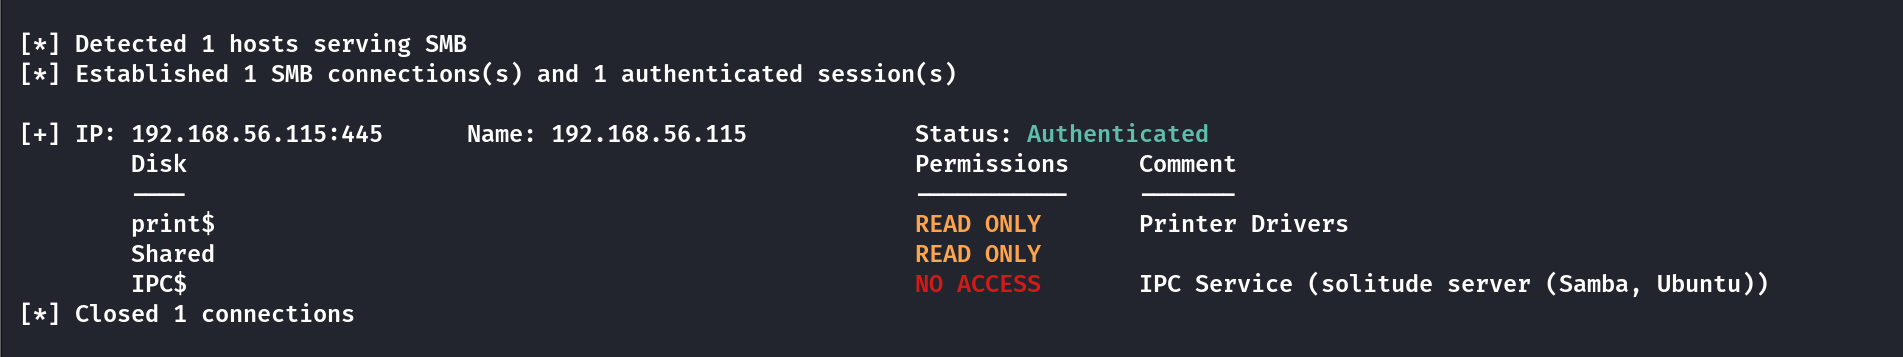 [*] Detected 1 hosts serving SMB
[*] Established 1 SMB connections(s) and 1 authenticated session(s)
[+] IP: 192.168.56.115:445 Name: 192.168.56.115 Status: Authenticated
Disk Permissions Comment
---- ----------- -------
print$ READ ONLY Printer Drivers
Shared READ ONLY
IPC$ NO ACCESS IPC Service (solitude server (Samba, Ubuntu))
[*] Closed 1 connections